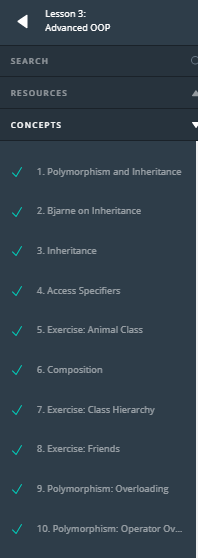 Lesson 3:
Advanced OOP
SEARCH
RESOURCES
CONCEPTS
1. Polymorphism and Inheritance
2. Bjarne on Inheritance
3. Inheritance
4. Access Specifiers
5. Exercise: Animal Class
6. Composition
7. Exercise: Class Hierarchy
8. Exercise: Friends
9. Polymorphism: Overloading
10. Polymorphism: Operator Ov...